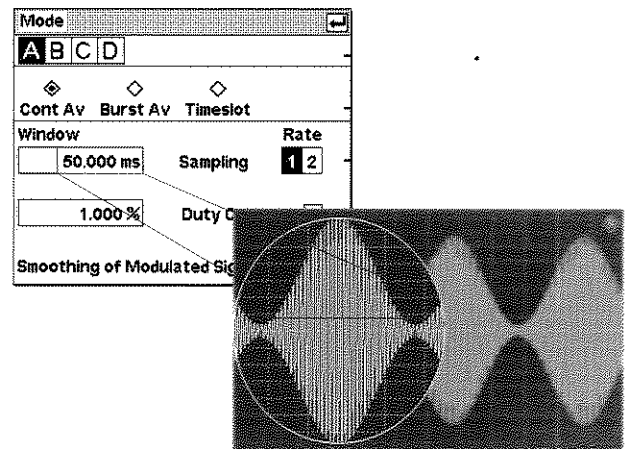 Mode
A B C D
Cont Av Burst Av Timeslot
Window Rate
50.000 ms Sampling 1 2
1.000 % Duty
Smoothing of Modulated